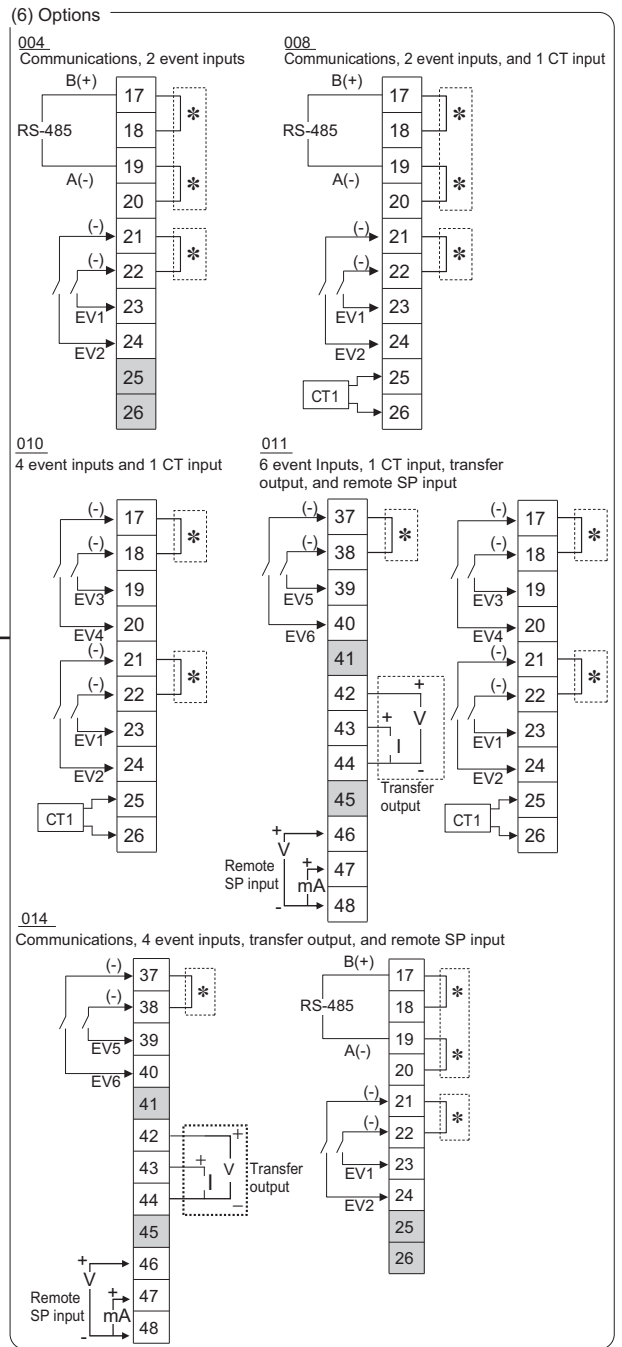 (6) Options
004
Communications, 2 event inputs
B(+)
RS-485
A(-)
17
18
19
20
21
22
23
24
25
26
*
*
*
(-)
(-)
EV1
EV2
008
Communications, 2 event inputs, and 1 CT input
B(+)
RS-485
A(-)
17
18
19
20
21
22
23
24
25
26
*
*
*
(-)
(-)
EV1
EV2
CT1
010
4 event inputs and 1 CT input
17
18
19
20
21
22
23
24
25
26
*
*
(-)
(-)
EV3
EV4
(-)
(-)
EV1
EV2
CT1
011
6 event Inputs, 1 CT input, transfer
output, and remote SP input
37
38
39
40
41
42
43
44
45
46
47
48
*
(-)
(-)
EV5
EV6
+
+
V
I
-
Transfer
output
+
V
+
mA
-
Remote
SP input
17
18
19
20
21
22
23
24
25
26
*
*
(-)
(-)
EV3
EV4
(-)
(-)
EV1
EV2
CT1
014
Communications, 4 event inputs, transfer output, and remote SP input
37
38
39
40
41
42
43
44
45
46
47
48
*
(-)
(-)
EV5
EV6
+
+
V
I
−
Transfer
output
+
V
+
mA
-
Remote
SP input
B(+)
RS-485
A(-)
17
18
19
20
21
22
23
24
25
26
*
*
*
(-)
(-)
EV1
EV2